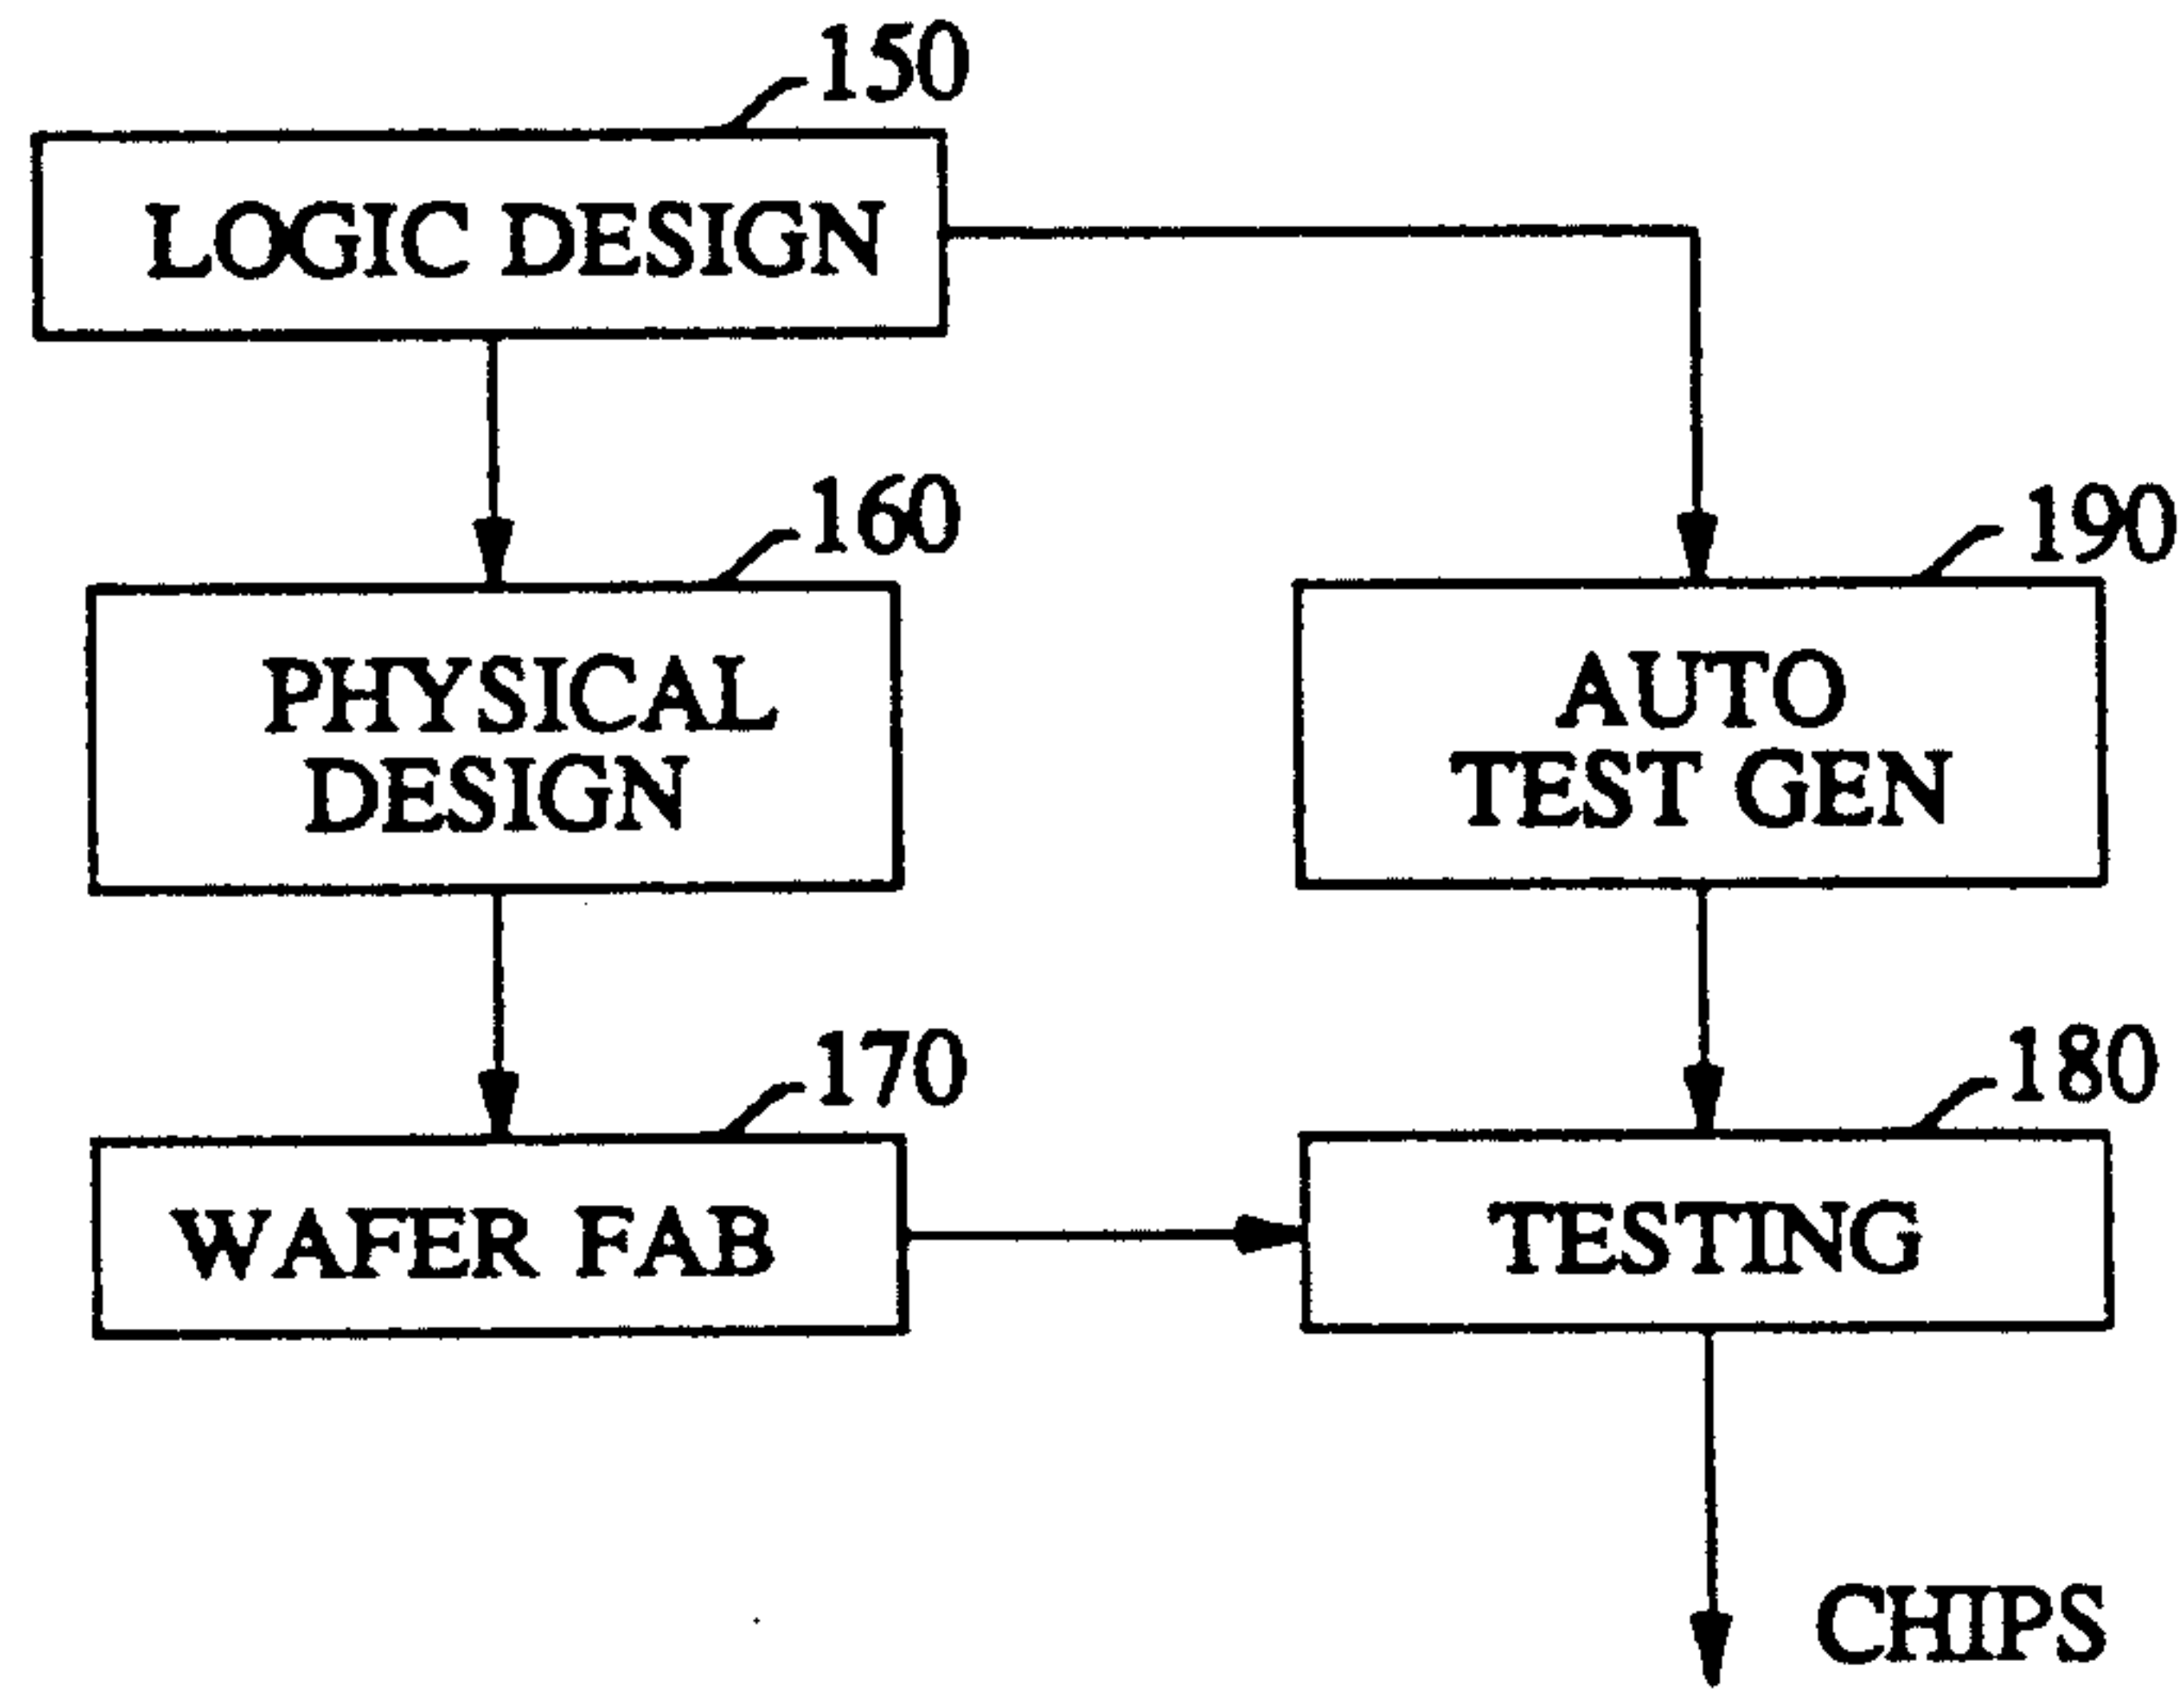 150
LOGIC DESIGN
160
PHYSICAL
DESIGN
190
AUTO
TEST GEN
170
WAFER FAB
180
TESTING
CHIPS